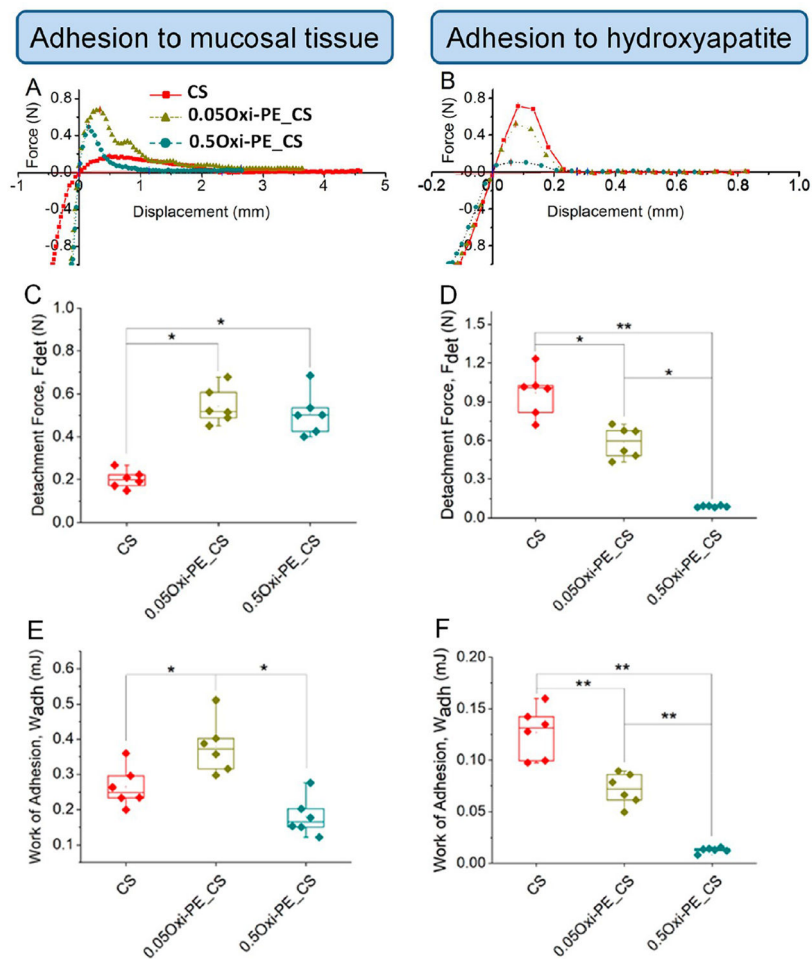 Adhesion to mucosal tissue
Adhesion to hydroxyapatite
A
Force (N)
0.8
0.4
0.0
-0.4
-0.8
-1 0 1 2 3 4 5
Displacement (mm)
CS
0.05Oxi-PE_CS
0.5Oxi-PE_CS
B
Force (N)
0.8
0.4
0.0
-0.4
-0.8
-0.2 0.0 0.2 0.4 0.6 0.8 1.0
Displacement (mm)
C
Detachment Force, Fdet (N)
1.0
0.8
0.6
0.4
0.2
0.0
*
*
CS
0.05Oxi-PE_CS
0.5Oxi-PE_CS
D
Detachment Force, Fdet (N)
1.5
1.2
0.9
0.6
0.3
0.0
**
*
*
CS
0.05Oxi-PE_CS
0.5Oxi-PE_CS
E
Work of Adhesion, Wadh (mJ)
0.6
0.5
0.4
0.3
0.2
0.1
*
*
CS
0.05Oxi-PE_CS
0.5Oxi-PE_CS
F
Work of Adhesion, Wadh (mJ)
0.20
0.15
0.10
0.05
0.00
**
**
**
CS
0.05Oxi-PE_CS
0.5Oxi-PE_CS